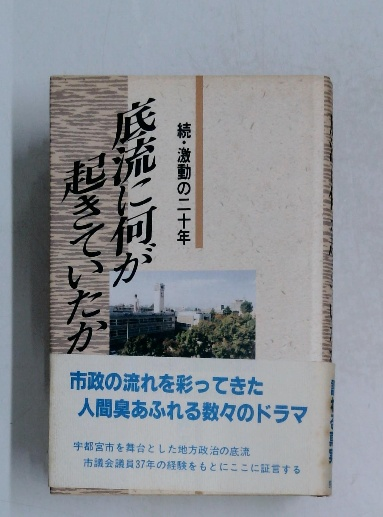 続・激動の二十年
底流に何が
起きていたか
市政の流れを彩ってきた
人間臭あふれる数々のドラマ
宇都宮市を舞台とした地方政治の底流
市議会議員37年の経験をもとにここに証言する